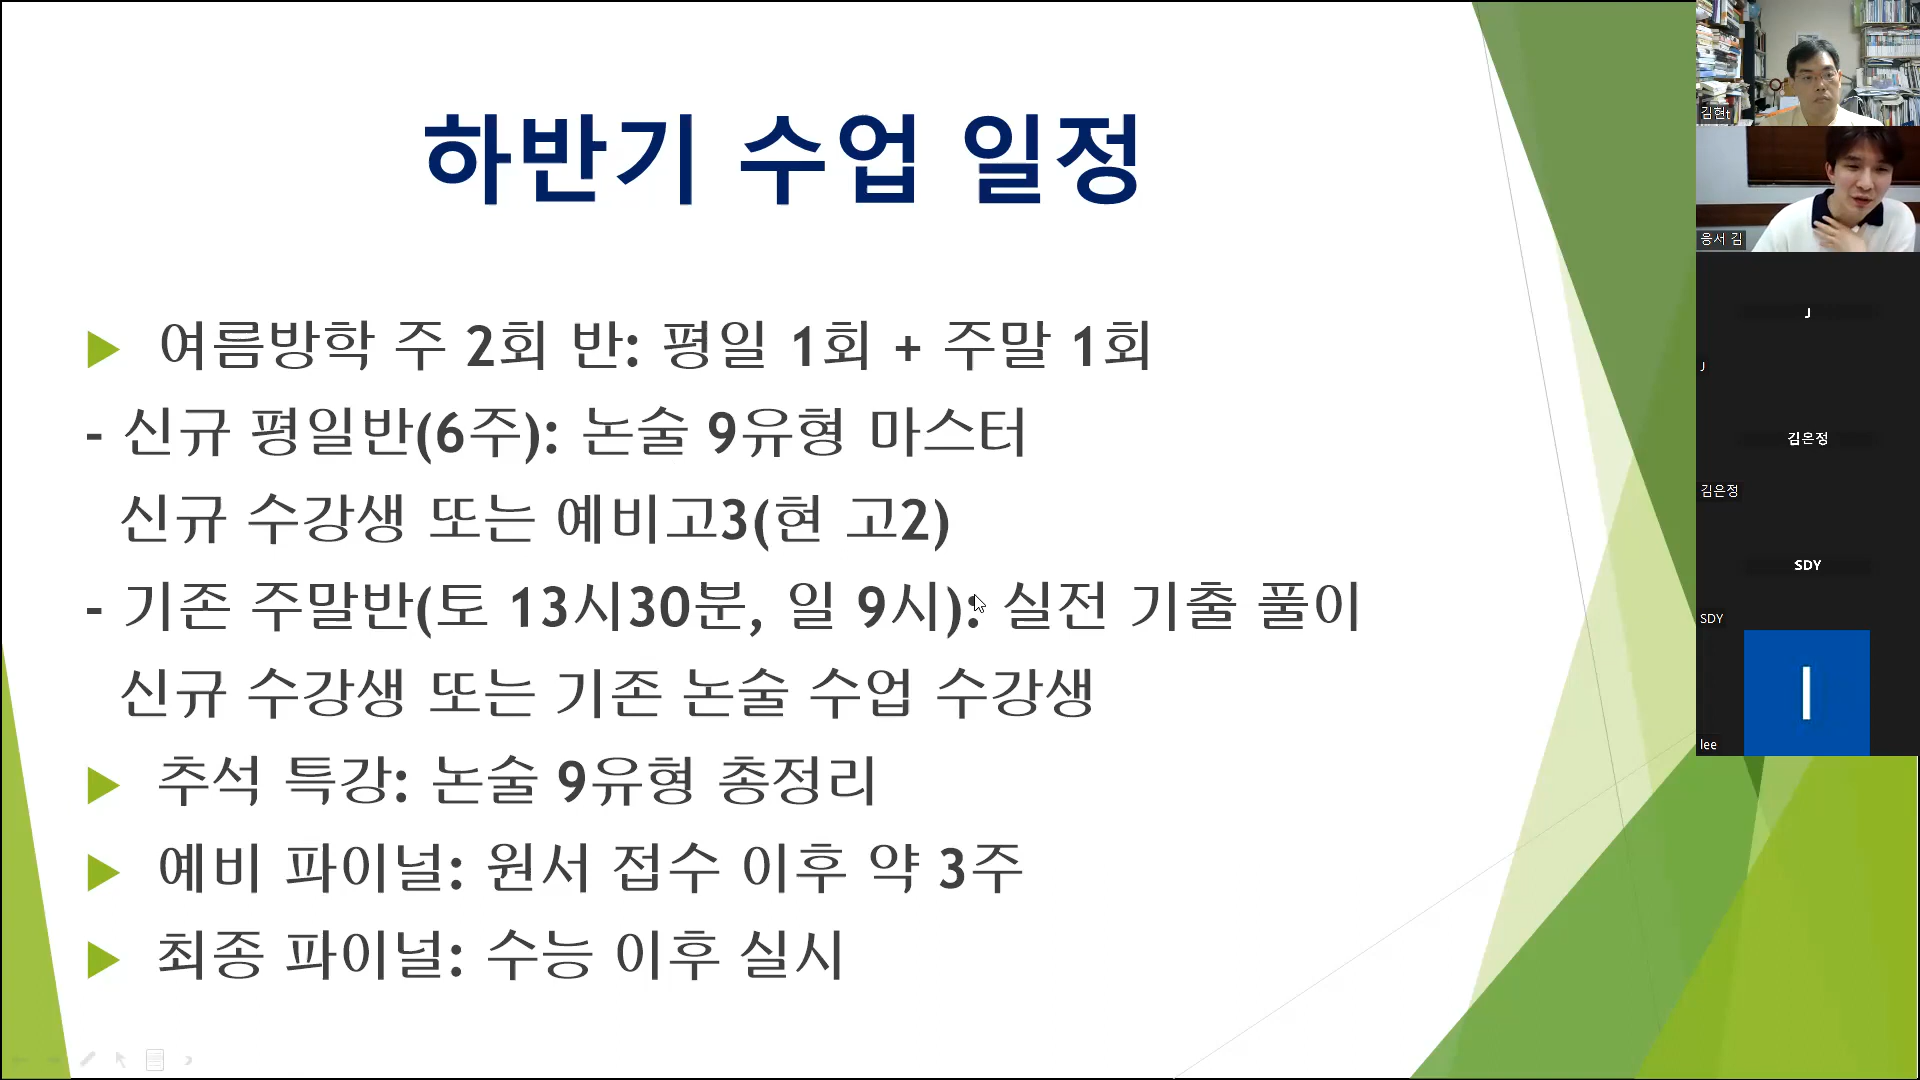 하반기 수업 일정
여름방학 주 2회 반: 평일 1회 + 주말 1회
- 신규 평일반(6주): 논술 9유형 마스터
신규 수강생 또는 예비고3(현 고2)
- 기존 주말반(토 13시30분, 일 9시): 실전 기출 풀이
신규 수강생 또는 기존 논술 수업 수강생
추석 특강: 논술 9유형 총정리
예비 파이널: 원서 접수 이후 약 3주
최종 파이널: 수능 이후 실시
김현t
웅서 김
J
J
김은정
김은정
SDY
SDY
l
lee